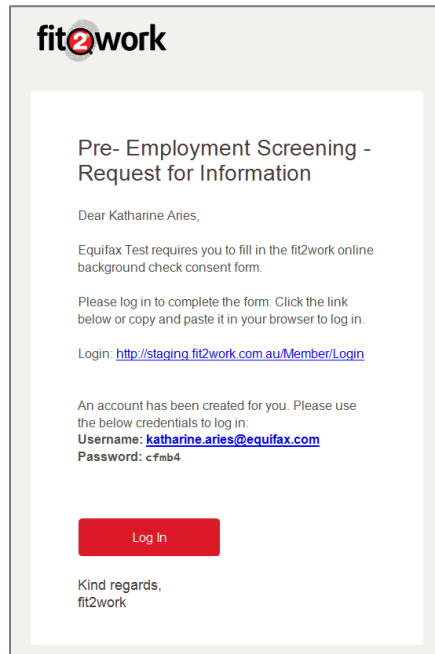 fit2work
Pre- Employment Screening -
Request for Information
Dear Katharine Aries,
Equifax Test requires you to fill in the fit2work online
background check consent form.
Please log in to complete the form. Click the link
below or copy and paste it in your browser to log in.
Login: http://staging.fit2work.com.au/Member/Login
An account has been created for you. Please use
the below credentials to log in:
Username: katharine.aries@equifax.com
Password: cfmb4
Log In
Kind regards,
fit2work